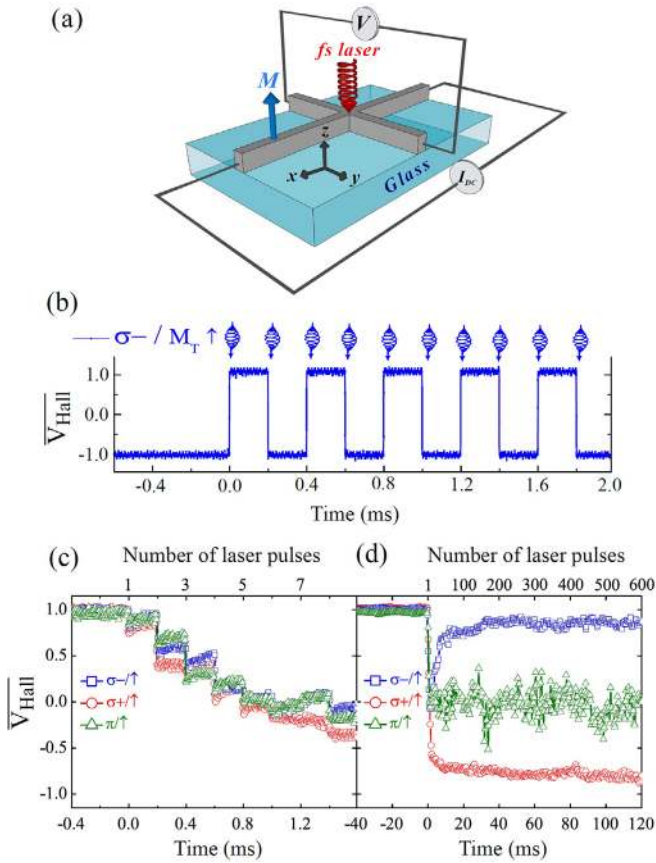 (a)
V
fs laser
M
z
x
y
Glass
I_DC
(b)
σ− / M_T ↑
1.0
0.0
-1.0
V_Hall
-0.4 0.0 0.4 0.8 1.2 1.6 2.0
Time (ms)
(c)
Number of laser pulses
1 3 5 7
1.0
0.5
0.0
-0.5
-1.0
V_Hall
σ−/↑
σ+/↑
π/↑
-0.4 0.0 0.4 0.8 1.2
Time (ms)
(d)
Number of laser pulses
1 100 200 300 400 500 600
σ−/↑
σ+/↑
π/↑
-40 -20 0 20 40 60 80 100 120
Time (ms)